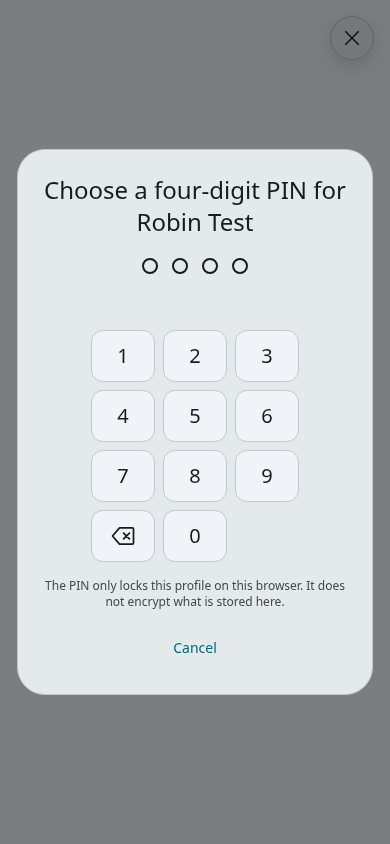 Choose a four-digit PIN for
Robin Test
1 2 3
4 5 6
7 8 9
0
The PIN only locks this profile on this browser. It does
not encrypt what is stored here.
Cancel